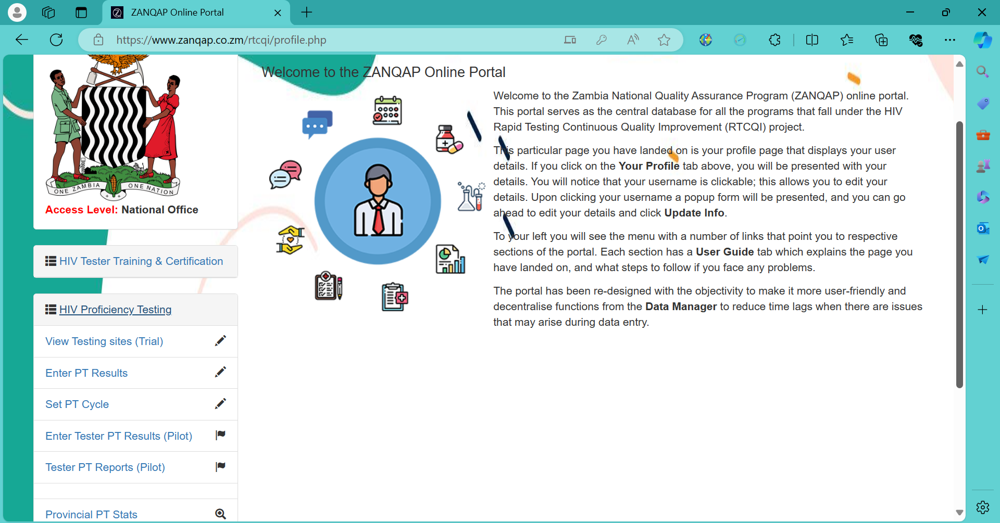 ZANQAP Online Portal
https://www.zanqap.co.zm/rtcqi/profile.php
ONE ZAMBIA ONE NATION
Access Level: National Office
HIV Tester Training & Certification
HIV Proficiency Testing
View Testing sites (Trial)
Enter PT Results
Set PT Cycle
Enter Tester PT Results (Pilot)
Tester PT Reports (Pilot)
Provincial PT Stats
Welcome to the ZANQAP Online Portal
Welcome to the Zambia National Quality Assurance Program (ZANQAP) online portal.
This portal serves as the central database for all the programs that fall under the HIV
Rapid Testing Continuous Quality Improvement (RTCQI) project.
This particular page you have landed on is your profile page that displays your user
details. If you click on the Your Profile tab above, you will be presented with your
details. You will notice that your username is clickable; this allows you to edit your
details. Upon clicking your username a popup form will be presented, and you can go
ahead to edit your details and click Update Info.
To your left you will see the menu with a number of links that point you to respective
sections of the portal. Each section has a User Guide tab which explains the page you
have landed on, and what steps to follow if you face any problems.
The portal has been re-designed with the objectivity to make it more user-friendly and
decentralise functions from the Data Manager to reduce time lags when there are issues
that may arise during data entry.